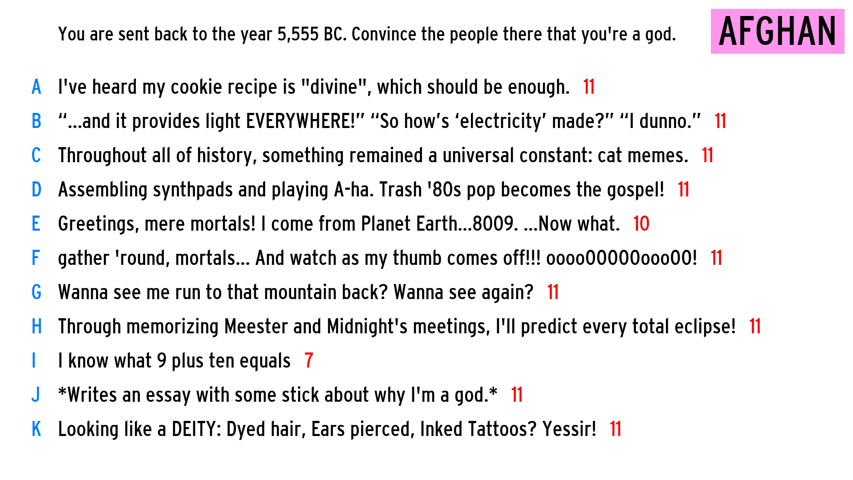 You are sent back to the year 5,555 BC. Convince the people there that you're a god.
AFGHAN
A I've heard my cookie recipe is "divine", which should be enough. 11
B “...and it provides light EVERYWHERE!” “So how’s ‘electricity’ made?” “I dunno.” 11
C Throughout all of history, something remained a universal constant: cat memes. 11
D Assembling synthpads and playing A-ha. Trash '80s pop becomes the gospel! 11
E Greetings, mere mortals! I come from Planet Earth...8009. ...Now what. 10
F gather 'round, mortals... And watch as my thumb comes off!!! oooo00000ooo00! 11
G Wanna see me run to that mountain back? Wanna see again? 11
H Through memorizing Meester and Midnight's meetings, I'll predict every total eclipse! 11
I I know what 9 plus ten equals 7
J *Writes an essay with some stick about why I'm a god.* 11
K Looking like a DEITY: Dyed hair, Ears pierced, Inked Tattoos? Yessir! 11